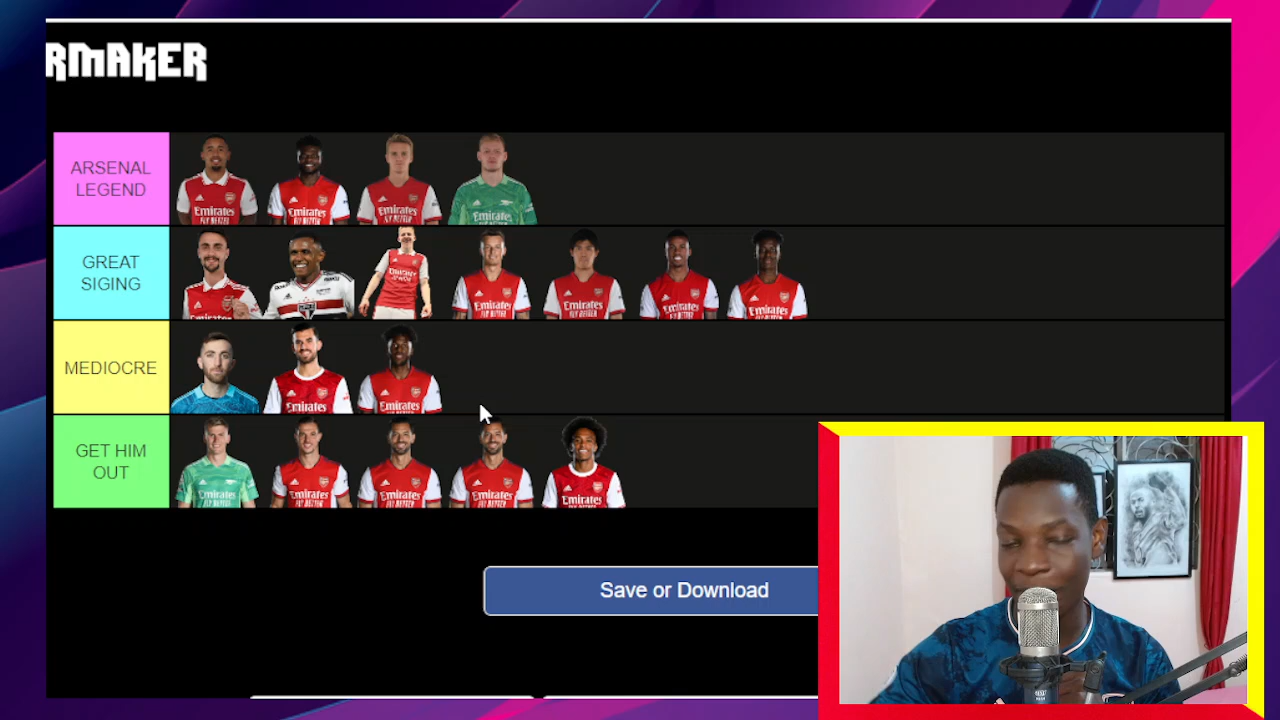 RMAKER
ARSENAL
LEGEND
GREAT
SIGING
MEDIOCRE
GET HIM
OUT
Save or Download